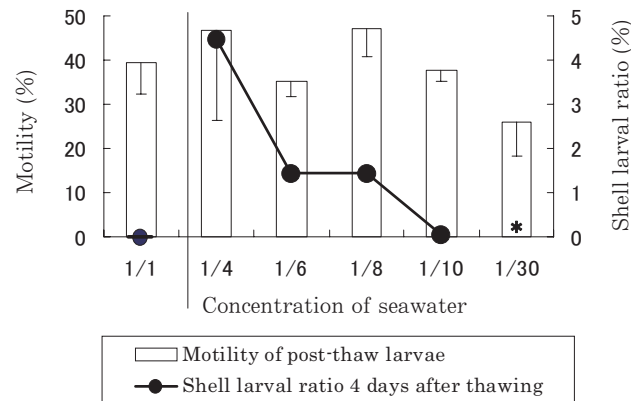 50
40
30
20
10
0
Motility (%)
5
4
3
2
1
0
Shell larval ratio (%)
*
1/1 1/4 1/6 1/8 1/10 1/30
Concentration of seawater
Motility of post-thaw larvae
Shell larval ratio 4 days after thawing